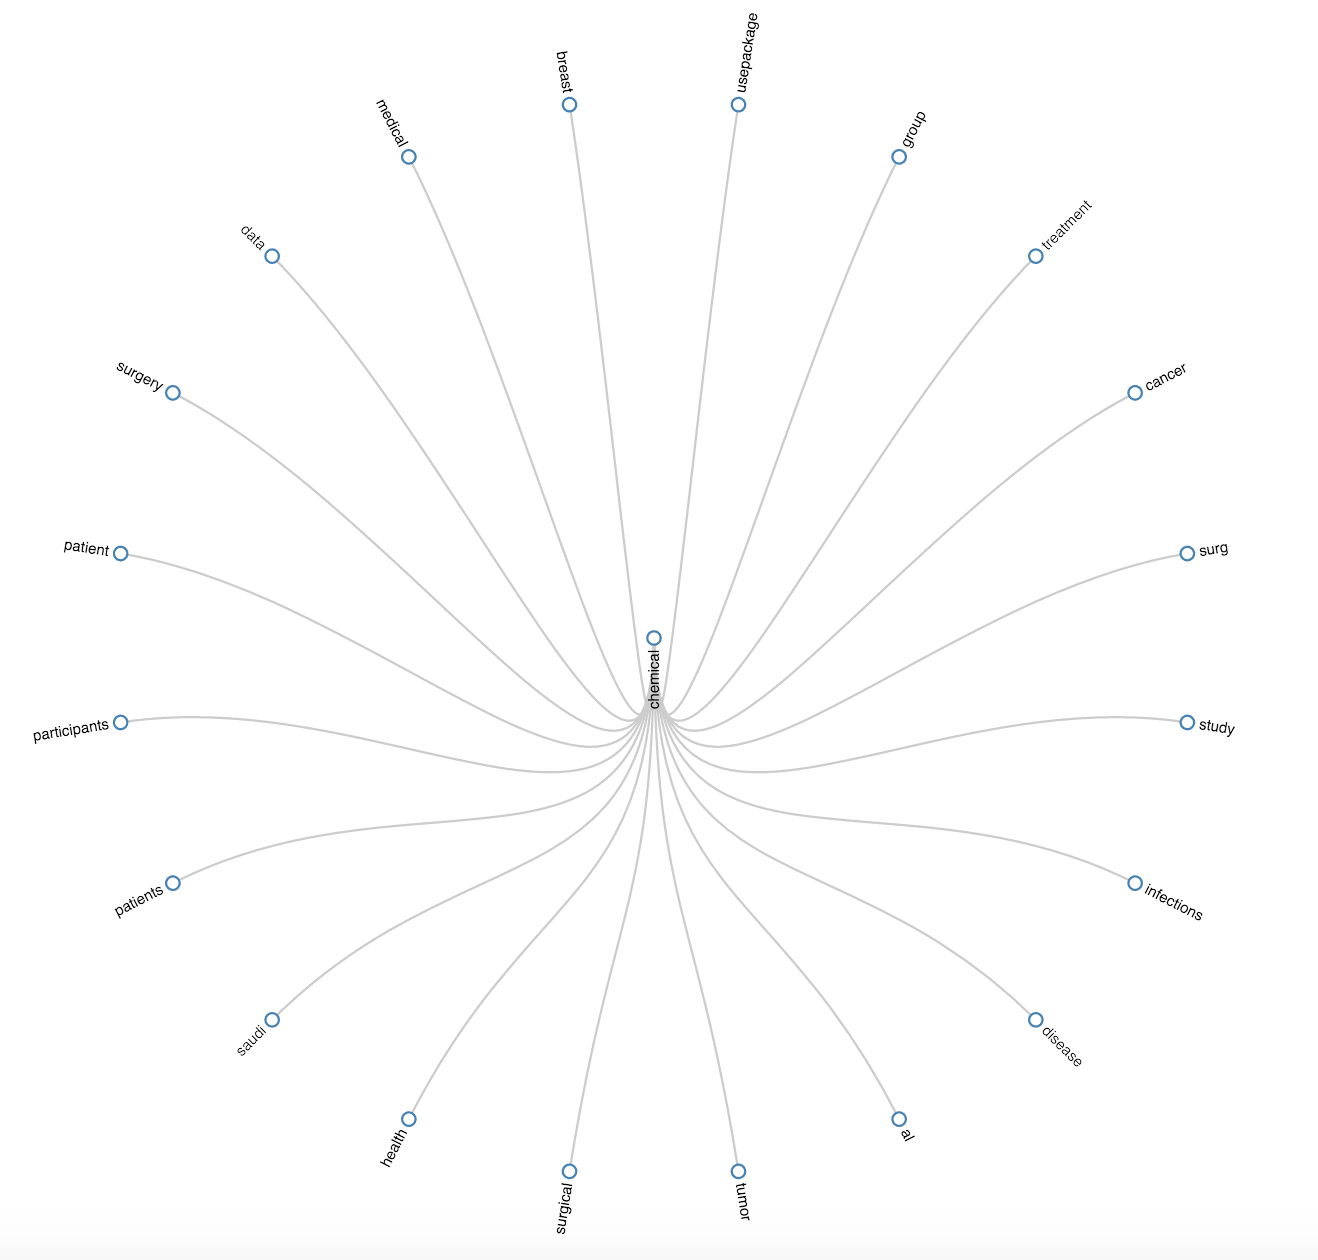 usepackage
breast
medical
group
treatment
data
cancer
surgery
surg
patient
chemical
study
participants
infections
patients
saudi
disease
al
health
tumor
surgical